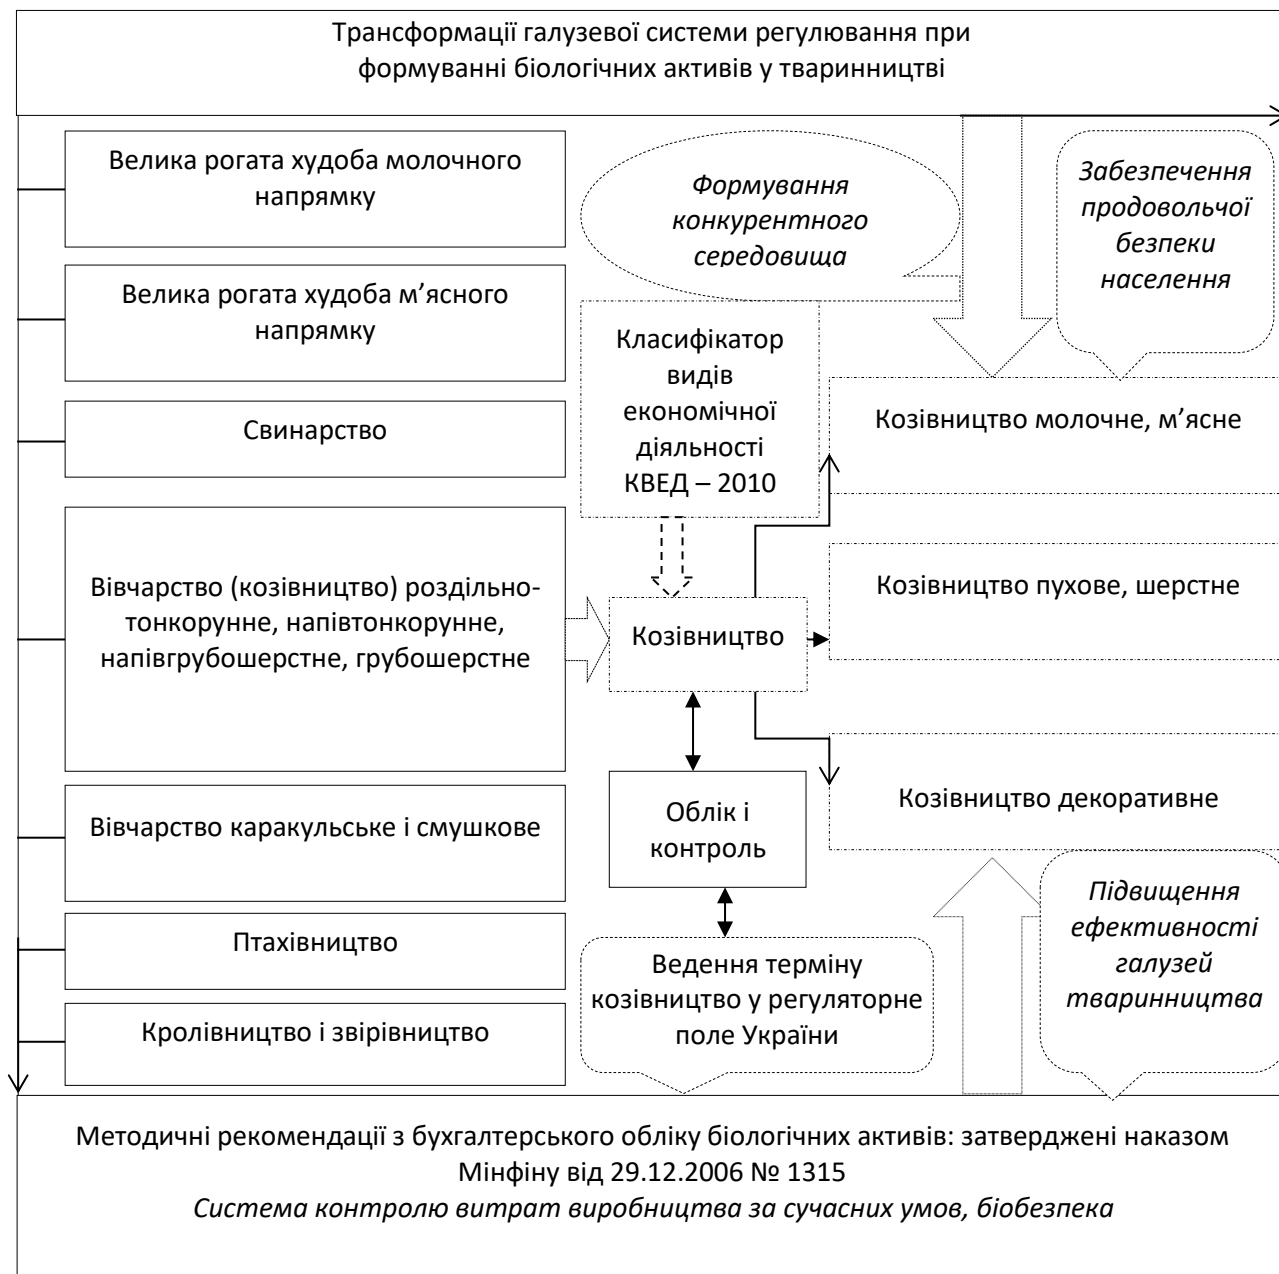 Трансформації галузевої системи регулювання при
формуванні біологічних активів у тваринництві
Велика рогата худоба молочного
напрямку
Велика рогата худоба м’ясного
напрямку
Свинарство
Вівчарство (козівництво) роздільно-
тонкорунне, напівтонкорунне,
напівгрубошерстне, грубошерстне
Вівчарство каракульське і смушкове
Птахівництво
Кролівництво і звірівництво
Формування
конкурентного
середовища
Класифікатор
видів
економічної
діяльності
КВЕД – 2010
Козівництво
Облік і
контроль
Ведення терміну
козівництво у регуляторне
поле України
Забезпечення
продовольчої
безпеки
населення
Козівництво молочне, м’ясне
Козівництво пухове, шерстне
Козівництво декоративне
Підвищення
ефективності
галузей
тваринництва
Методичні рекомендації з бухгалтерського обліку біологічних активів: затверджені наказом
Мінфіну від 29.12.2006 № 1315
Система контролю витрат виробництва за сучасних умов, біобезпека